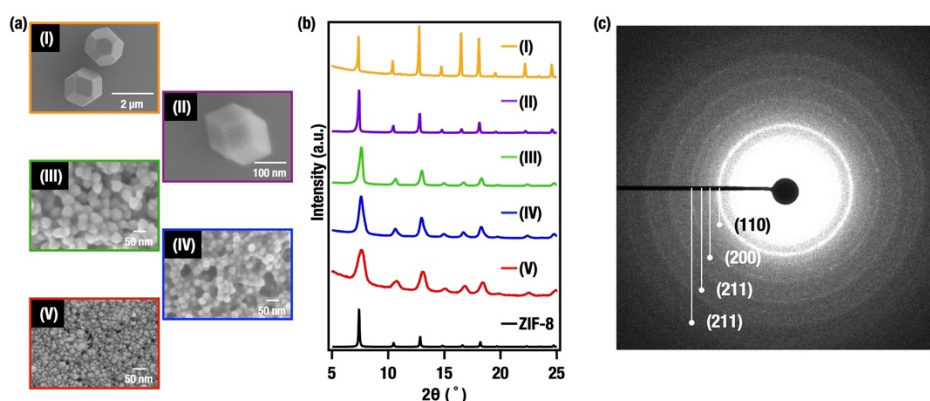 (a)
(I)
2 μm
(II)
100 nm
(III)
50 nm
(IV)
50 nm
(V)
50 nm
(b)
Intensity (a.u.)
(I)
(II)
(III)
(IV)
(V)
ZIF-8
5 10 15 20 25
2θ (°)
(c)
(110)
(200)
(211)
(211)